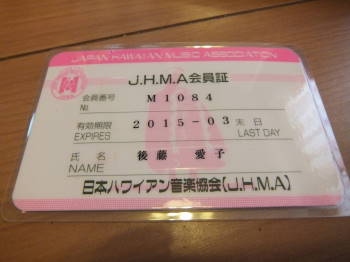 JAPAN HAWAIIAN MUSIC ASSOCIATION
J.H.M.A会員証
会員番号 M1084
№
有効期限 2015-03 末日
EXPIRES LAST DAY
氏名 後藤 愛子
NAME
日本ハワイアン音楽協会【J.H.M.A】